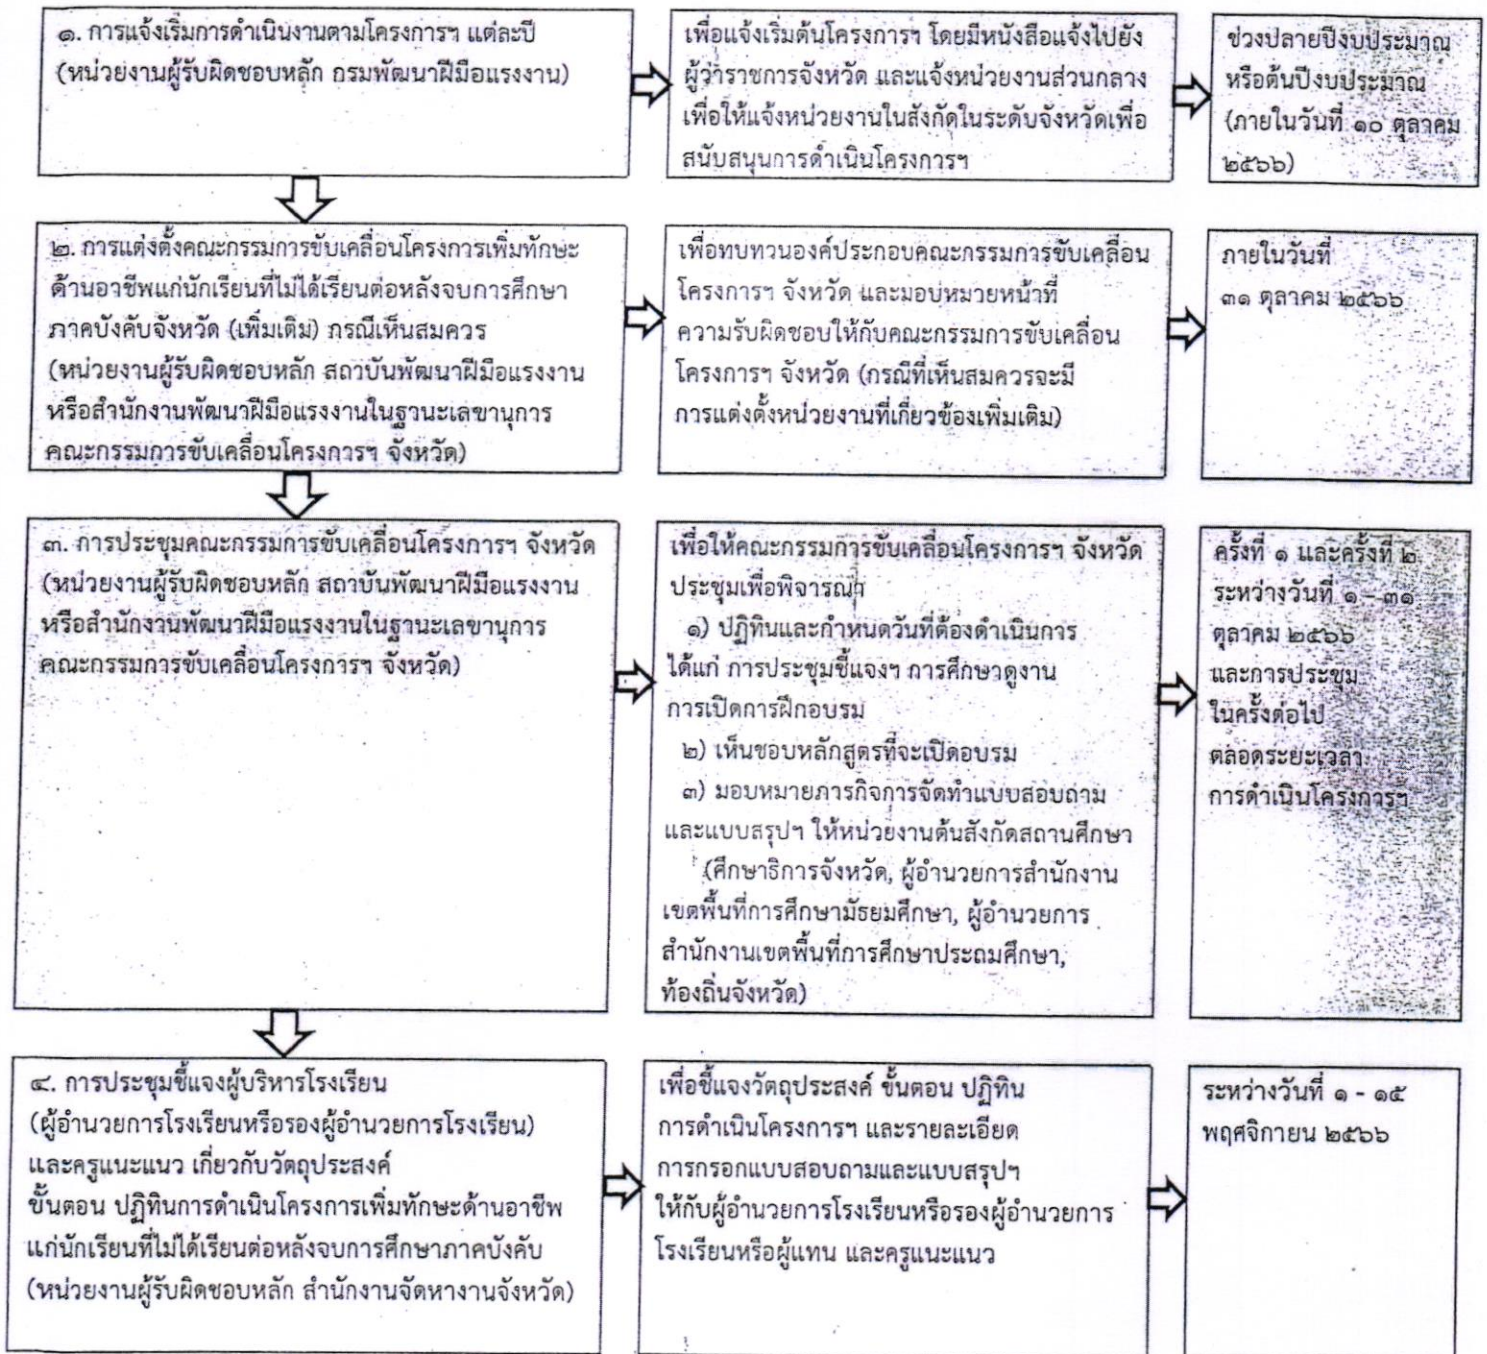 ๑. การแจ้งเริ่มการดำเนินงานตามโครงการฯ แต่ละปี
(หน่วยงานผู้รับผิดชอบหลัก กรมพัฒนาฝีมือแรงงาน)
เพื่อแจ้งเริ่มต้นโครงการฯ โดยมีหนังสือแจ้งไปยัง
ผู้ว่าราชการจังหวัด และแจ้งหน่วยงานส่วนกลาง
เพื่อให้แจ้งหน่วยงานในสังกัดในระดับจังหวัดเพื่อ
สนับสนุนการดำเนินโครงการฯ
ช่วงปลายปีงบประมาณ
หรือต้นปีงบประมาณ
(ภายในวันที่ ๑๐ ตุลาคม
๒๕๖๖)
๒. การแต่งตั้งคณะกรรมการขับเคลื่อนโครงการเพิ่มทักษะ
ด้านอาชีพแก่นักเรียนที่ไม่ได้เรียนต่อหลังจบการศึกษา
ภาคบังคับจังหวัด (เพิ่มเติม) กรณีเห็นสมควร
(หน่วยงานผู้รับผิดชอบหลัก สถาบันพัฒนาฝีมือแรงงาน
หรือสำนักงานพัฒนาฝีมือแรงงานในฐานะเลขานุการ
คณะกรรมการขับเคลื่อนโครงการฯ จังหวัด)
เพื่อทบทวนองค์ประกอบคณะกรรมการขับเคลื่อน
โครงการฯ จังหวัด และมอบหมายหน้าที่
ความรับผิดชอบให้กับคณะกรรมการขับเคลื่อน
โครงการฯ จังหวัด (กรณีที่เห็นสมควรจะมี
การแต่งตั้งหน่วยงานที่เกี่ยวข้องเพิ่มเติม)
ภายในวันที่
๓๑ ตุลาคม ๒๕๖๖
๓. การประชุมคณะกรรมการขับเคลื่อนโครงการฯ จังหวัด
(หน่วยงานผู้รับผิดชอบหลัก สถาบันพัฒนาฝีมือแรงงาน
หรือสำนักงานพัฒนาฝีมือแรงงานในฐานะเลขานุการ
คณะกรรมการขับเคลื่อนโครงการฯ จังหวัด)
เพื่อให้คณะกรรมการขับเคลื่อนโครงการฯ จังหวัด
ประชุมเพื่อพิจารณา
๑) ปฏิทินและกำหนดวันที่ต้องดำเนินการ
ได้แก่ การประชุมชี้แจงฯ การศึกษาดูงาน
การเปิดการฝึกอบรม
๒) เห็นชอบหลักสูตรที่จะเปิดอบรม
๓) มอบหมายภารกิจการจัดทำแบบสอบถาม
และแบบสรุปฯ ให้หน่วยงานต้นสังกัดสถานศึกษา
(ศึกษาธิการจังหวัด, ผู้อำนวยการสำนักงาน
เขตพื้นที่การศึกษามัธยมศึกษา, ผู้อำนวยการ
สำนักงานเขตพื้นที่การศึกษาประถมศึกษา,
ท้องถิ่นจังหวัด)
ครั้งที่ ๑ และครั้งที่ ๒
ระหว่างวันที่ ๑ - ๓๑
ตุลาคม ๒๕๖๖
และการประชุม
ในครั้งต่อไป
ตลอดระยะเวลา
การดำเนินโครงการฯ
๔. การประชุมชี้แจงผู้บริหารโรงเรียน
(ผู้อำนวยการโรงเรียนหรือรองผู้อำนวยการโรงเรียน)
และครูแนะแนว เกี่ยวกับวัตถุประสงค์
ขั้นตอน ปฏิทินการดำเนินโครงการเพิ่มทักษะด้านอาชีพ
แก่นักเรียนที่ไม่ได้เรียนต่อหลังจบการศึกษาภาคบังคับ
(หน่วยงานผู้รับผิดชอบหลัก สำนักงานจัดหางานจังหวัด)
เพื่อชี้แจงวัตถุประสงค์ ขั้นตอน ปฏิทิน
การดำเนินโครงการฯ และรายละเอียด
การกรอกแบบสอบถามและแบบสรุปฯ
ให้กับผู้อำนวยการโรงเรียนหรือรองผู้อำนวยการ
โรงเรียนหรือผู้แทน และครูแนะแนว
ระหว่างวันที่ ๑ - ๑๕
พฤศจิกายน ๒๕๖๖